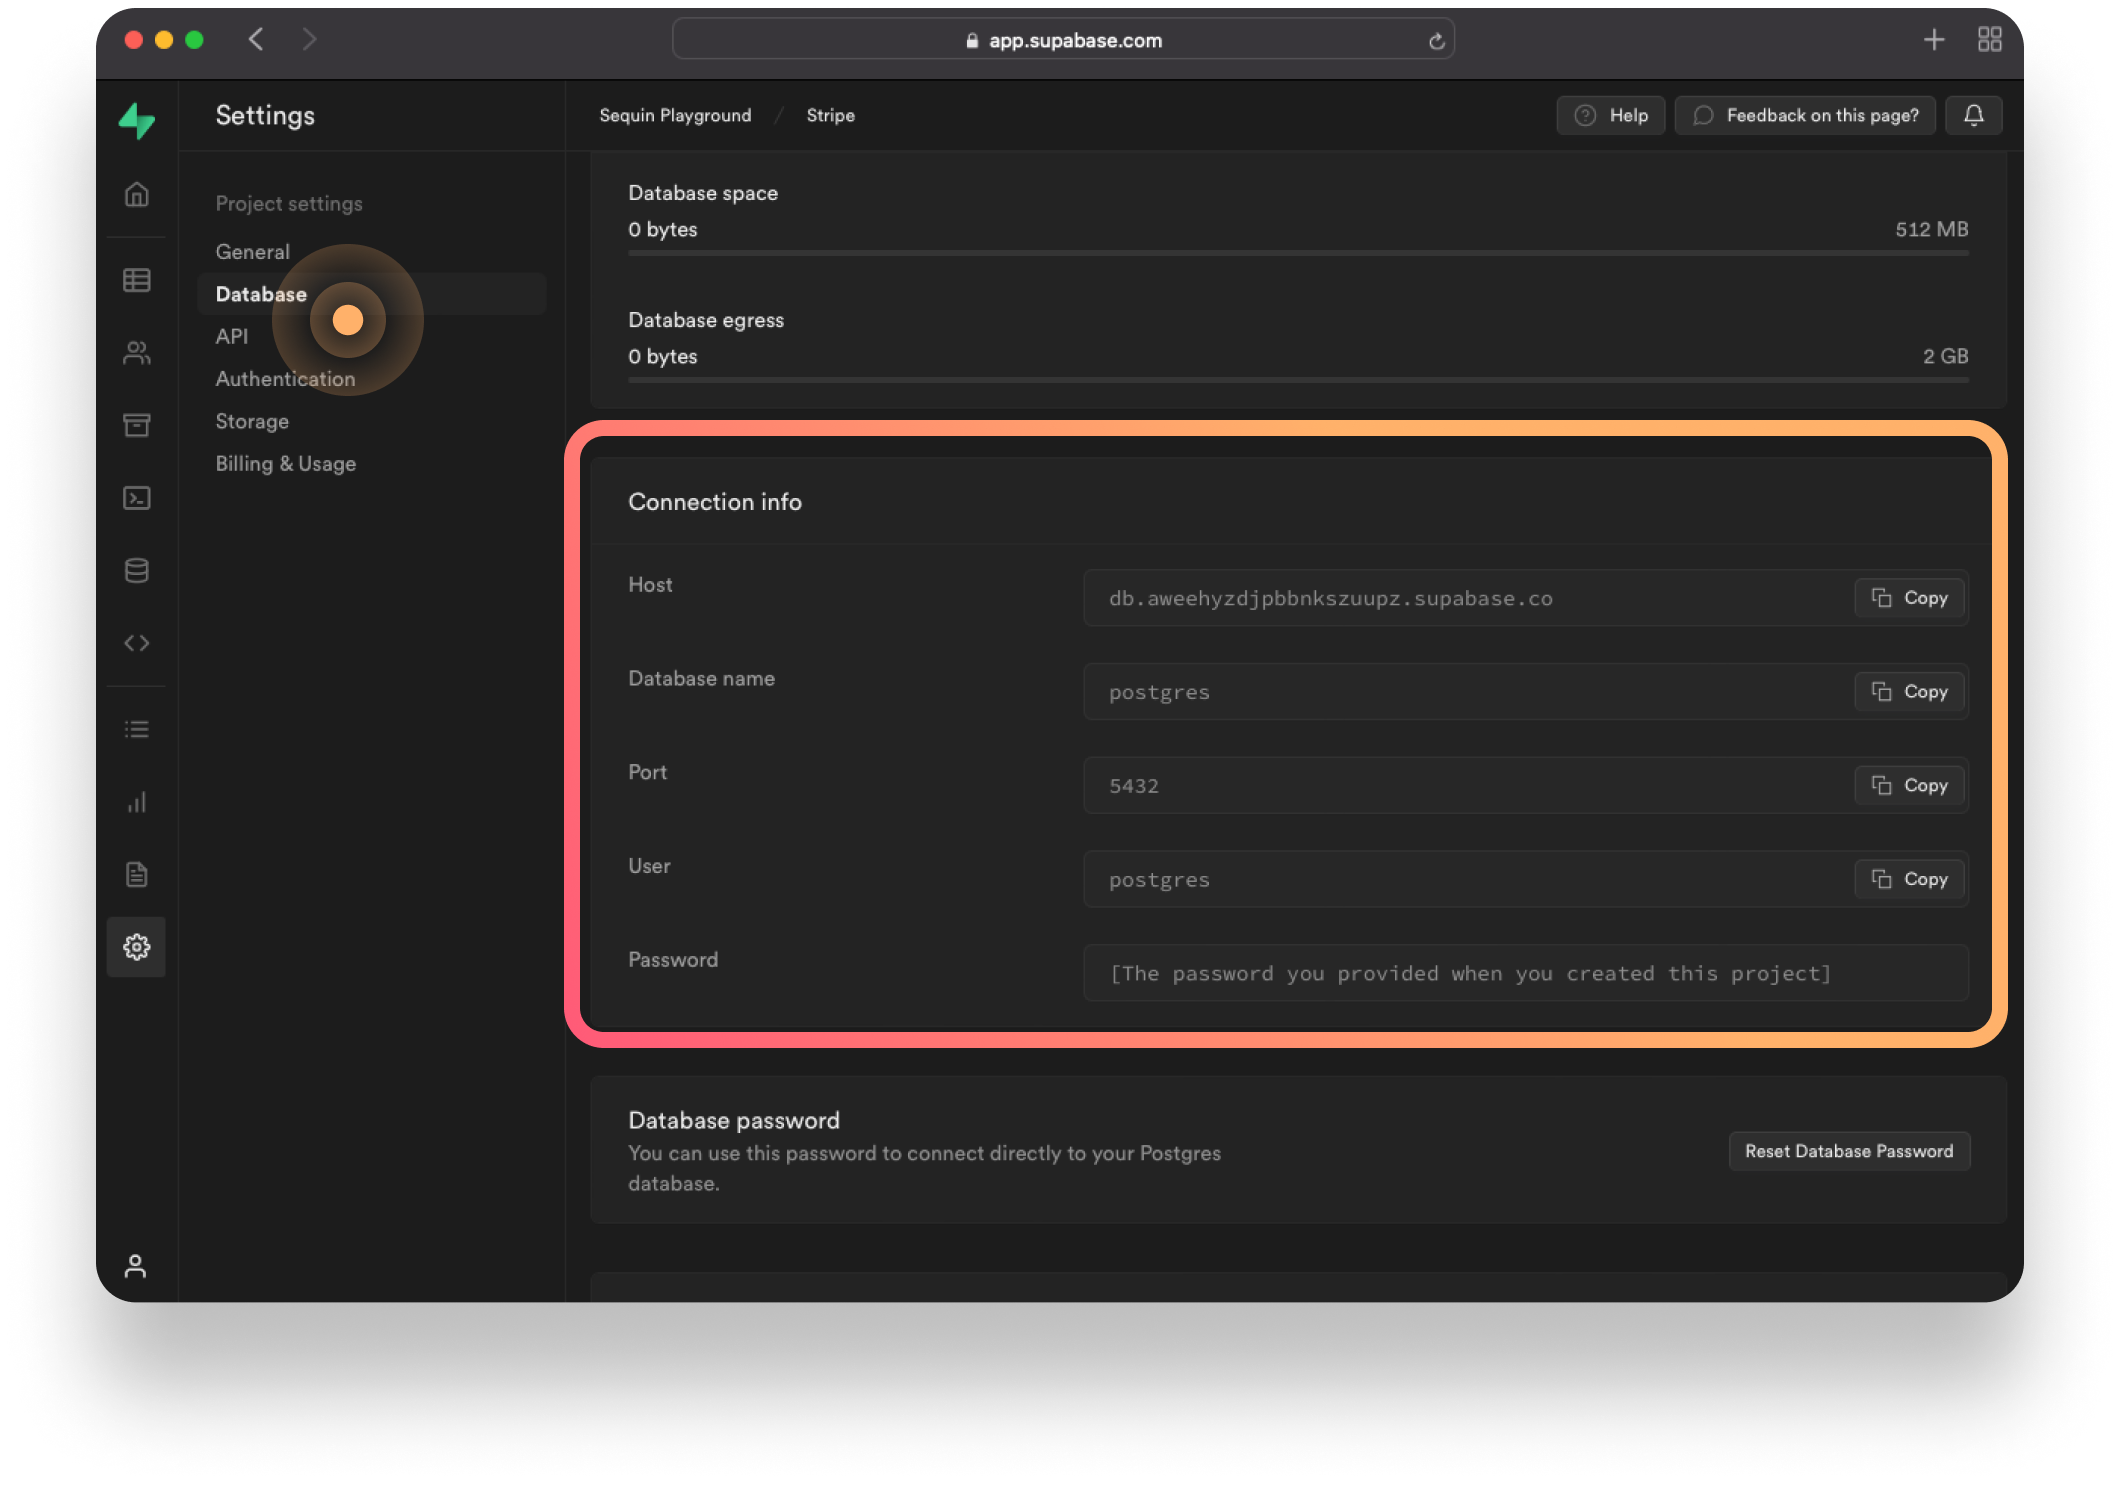 app.supabase.com
Settings
Sequin Playground / Stripe
Help
Feedback on this page?
Project settings
General
Database
API
Authentication
Storage
Billing & Usage
Database space
0 bytes
512 MB
Database egress
0 bytes
2 GB
Connection info
Host
db.aweehyzdjpbbnkszuupz.supabase.co
Copy
Database name
postgres
Copy
Port
5432
Copy
User
postgres
Copy
Password
[The password you provided when you created this project]
Database password
You can use this password to connect directly to your Postgres
database.
Reset Database Password